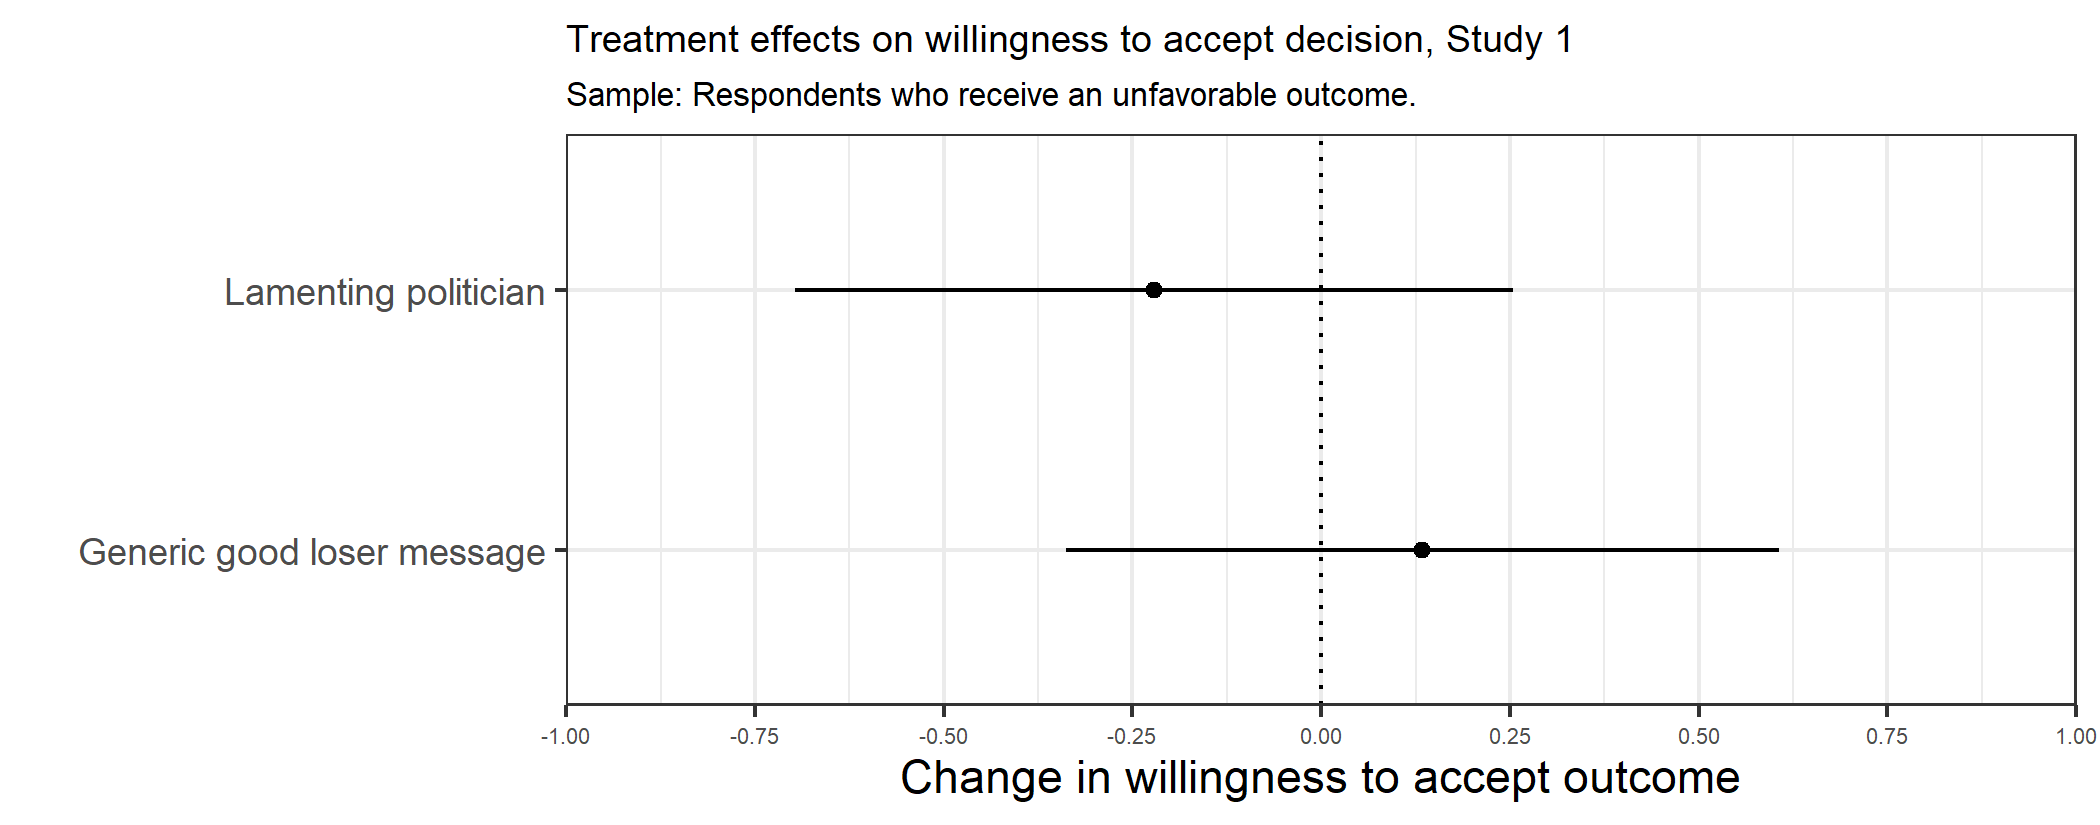 Treatment effects on willingness to accept decision, Study 1
Sample: Respondents who receive an unfavorable outcome.
Lamenting politician
Generic good loser message
-1.00 -0.75 -0.50 -0.25 0.00 0.25 0.50 0.75 1.00
Change in willingness to accept outcome